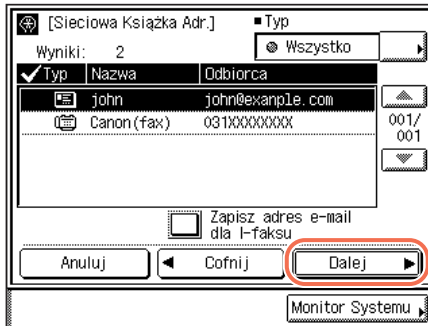 [Sieciowa Książka Adr.]
Typ
Wyniki: 2
Wszystko
Typ Nazwa Odbiorca
john john@exanple.com
Canon(fax) 031XXXXXXXX
001/
001
Zapisz adres e-mail
dla I-faksu
Anuluj
Cofnij
Dalej
Monitor Systemu